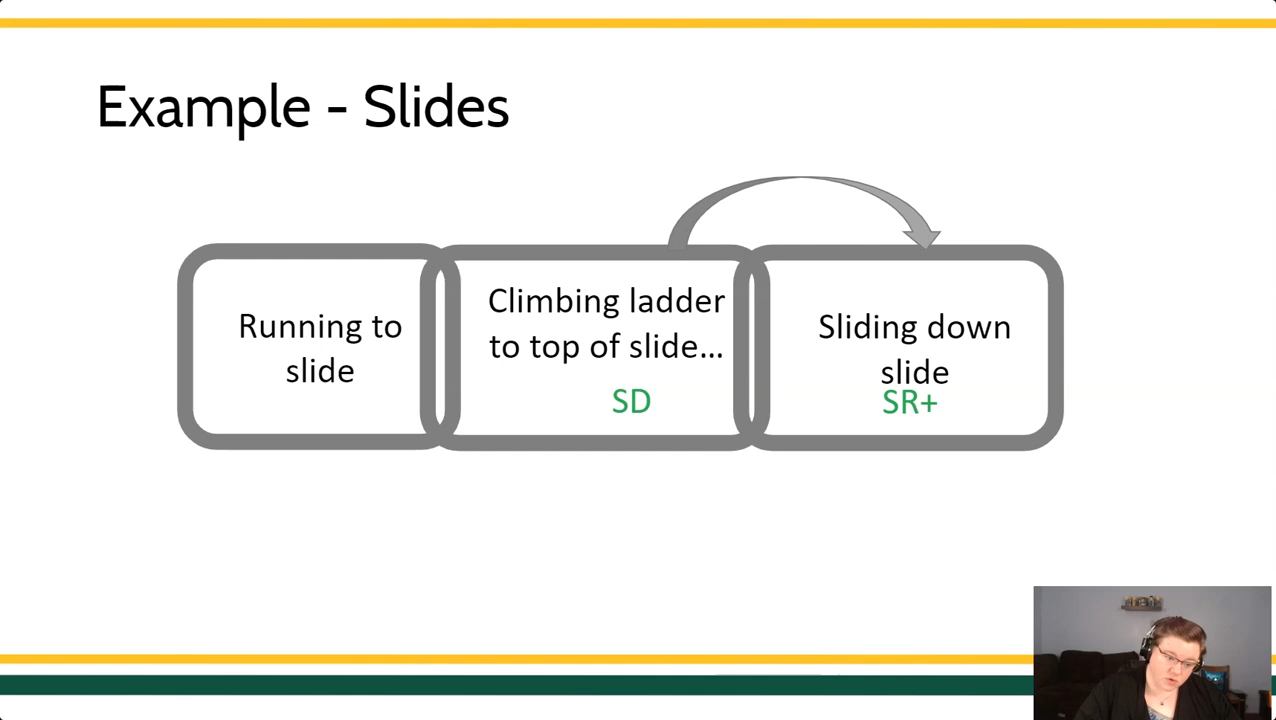 Example - Slides
Running to
slide
Climbing ladder
to top of slide...
SD
Sliding down
slide
SR+